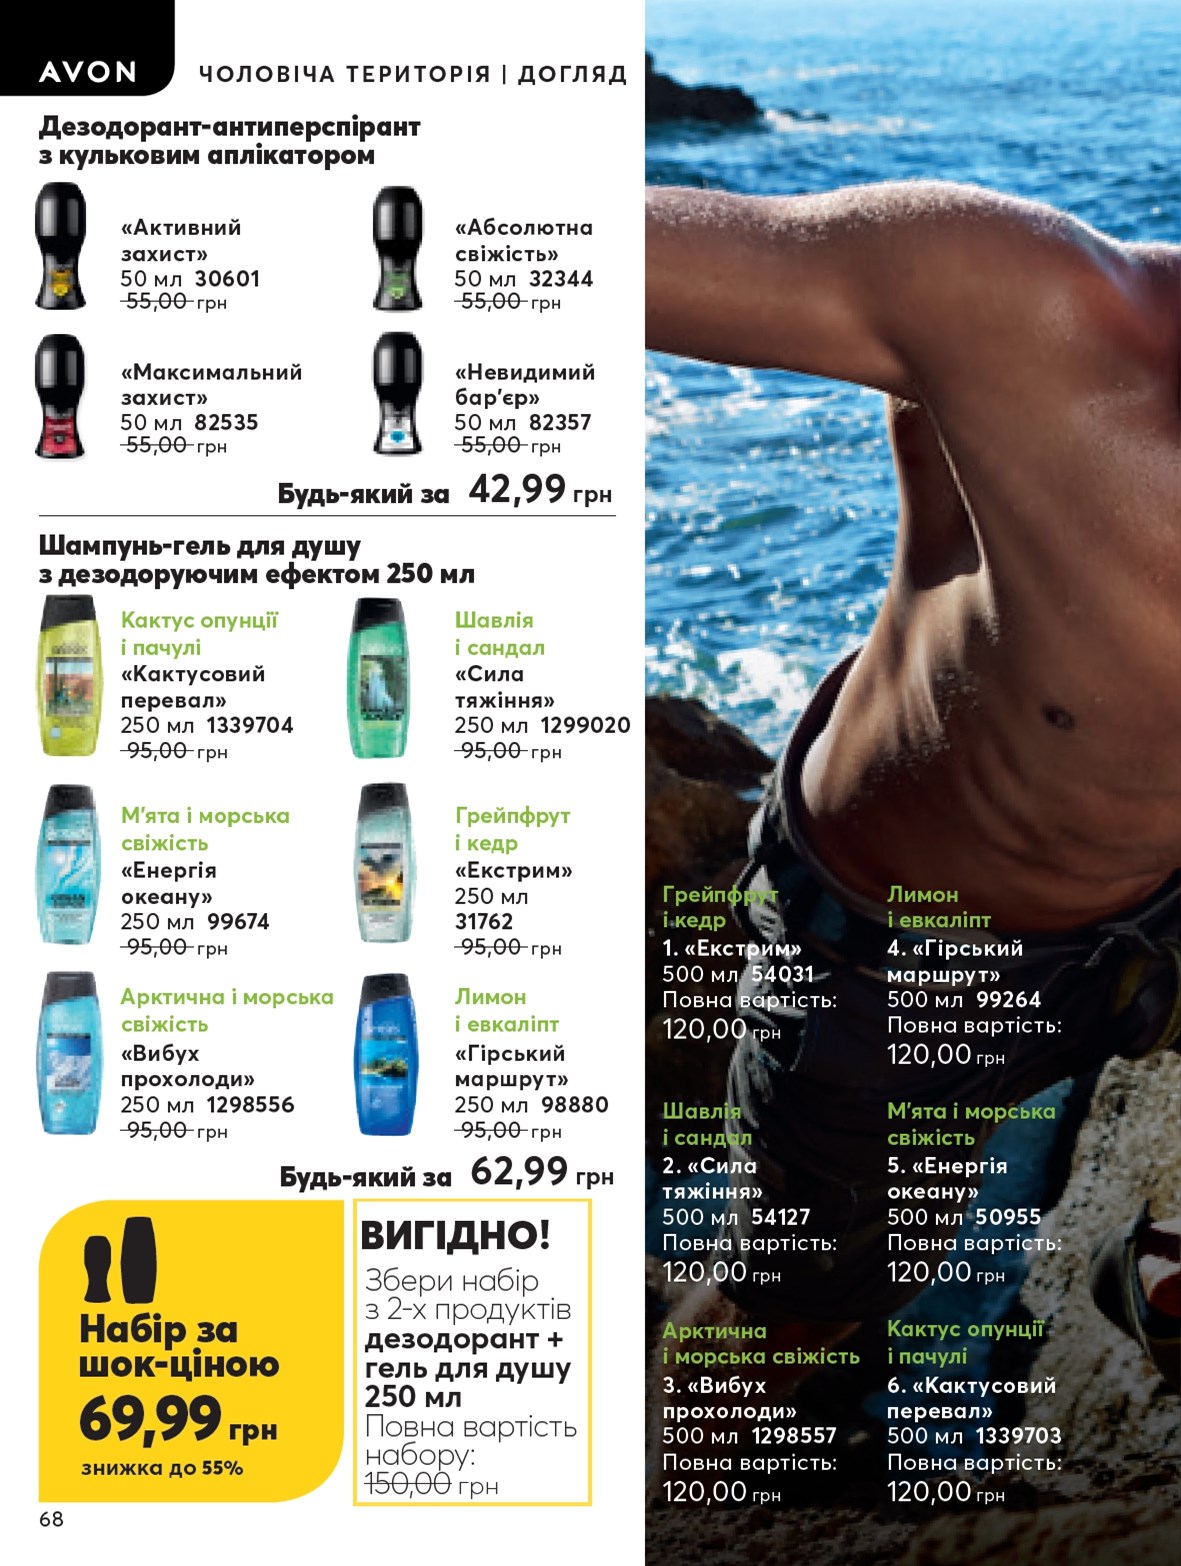 AVON
ЧОЛОВІЧА ТЕРИТОРІЯ | ДОГЛЯД
Дезодорант-антиперспірант
з кульковим аплікатором
«Активний
захист»
50 мл 30601
55,00 грн
«Абсолютна
свіжість»
50 мл 32344
55,00 грн
«Максимальний
захист»
50 мл 82535
55,00 грн
«Невидимий
бар'єр»
50 мл 82357
55,00 грн
Будь-який за 42,99 грн
Шампунь-гель для душу
з дезодоруючим ефектом 250 мл
Кактус опунції
і пачулі
«Кактусовий
перевал»
250 мл 1339704
95,00 грн
Шавлія
і сандал
«Сила
тяжіння»
250 мл 1299020
95,00 грн
М'ята і морська
свіжість
«Енергія
океану»
250 мл 99674
95,00 грн
Грейпфрут
і кедр
«Екстрим»
250 мл
31762
95,00 грн
Арктична і морська
свіжість
«Вибух
прохолоди»
250 мл 1298556
95,00 грн
Лимон
і евкаліпт
«Гірський
маршрут»
250 мл 98880
95,00 грн
Будь-який за 62,99 грн
Набір за
шок-ціною
69,99 грн
знижка до 55%
ВИГІДНО!
Збери набір
з 2-х продуктів
дезодорант +
гель для душу
250 мл
Повна вартість
набору:
150,00 грн
68
Грейпфрут
і кедр
1. «Екстрим»
500 мл 54031
Повна вартість:
120,00 грн
Лимон
і евкаліпт
4. «Гірський
маршрут»
500 мл 99264
Повна вартість:
120,00 грн
Шавлія
і сандал
2. «Сила
тяжіння»
500 мл 54127
Повна вартість:
120,00 грн
М'ята і морська
свіжість
5. «Енергія
океану»
500 мл 50955
Повна вартість:
120,00 грн
Арктична
і морська свіжість
3. «Вибух
прохолоди»
500 мл 1298557
Повна вартість:
120,00 грн
Кактус опунції
і пачулі
6. «Кактусовий
перевал»
500 мл 1339703
Повна вартість:
120,00 грн